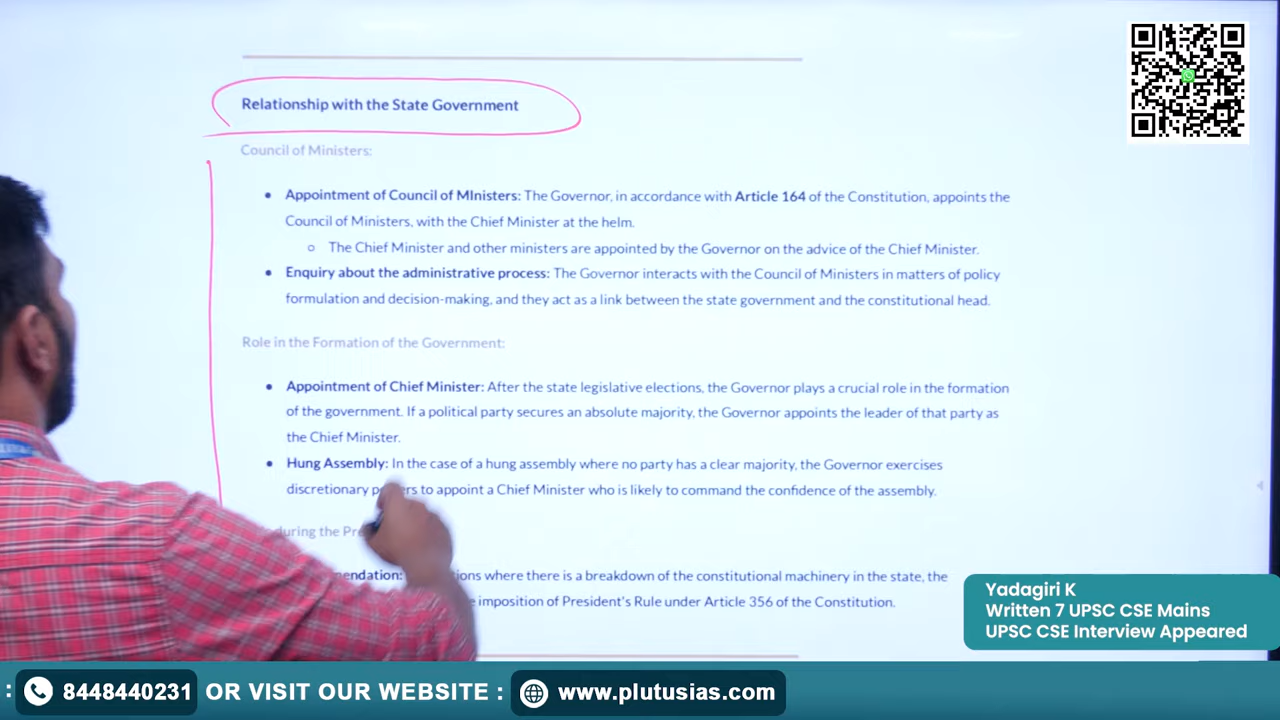 Relationship with the State Government
Council of Ministers:
• Appointment of Council of MInisters: The Governor, in accordance with Article 164 of the Constitution, appoints the
Council of Ministers, with the Chief Minister at the helm.
o The Chief Minister and other ministers are appointed by the Governor on the advice of the Chief Minister.
• Enquiry about the administrative process: The Governor interacts with the Council of Ministers in matters of policy
formulation and decision-making, and they act as a link between the state government and the constitutional head.
Role in the Formation of the Government:
• Appointment of Chief Minister: After the state legislative elections, the Governor plays a crucial role in the formation
of the government. If a political party secures an absolute majority, the Governor appoints the leader of that party as
the Chief Minister.
• Hung Assembly: In the case of a hung assembly where no party has a clear majority, the Governor exercises
discretionary to appoint a Chief Minister who is likely to command the confidence of the assembly.
during the
where there is a breakdown of the constitutional machinery in the state, the
imposition of President's Rule under Article 356 of the Constitution.
Yadagiri K
Written 7 UPSC CSE Mains
UPSC CSE Interview Appeared
: 8448440231 OR VISIT OUR WEBSITE : www.plutusias.com